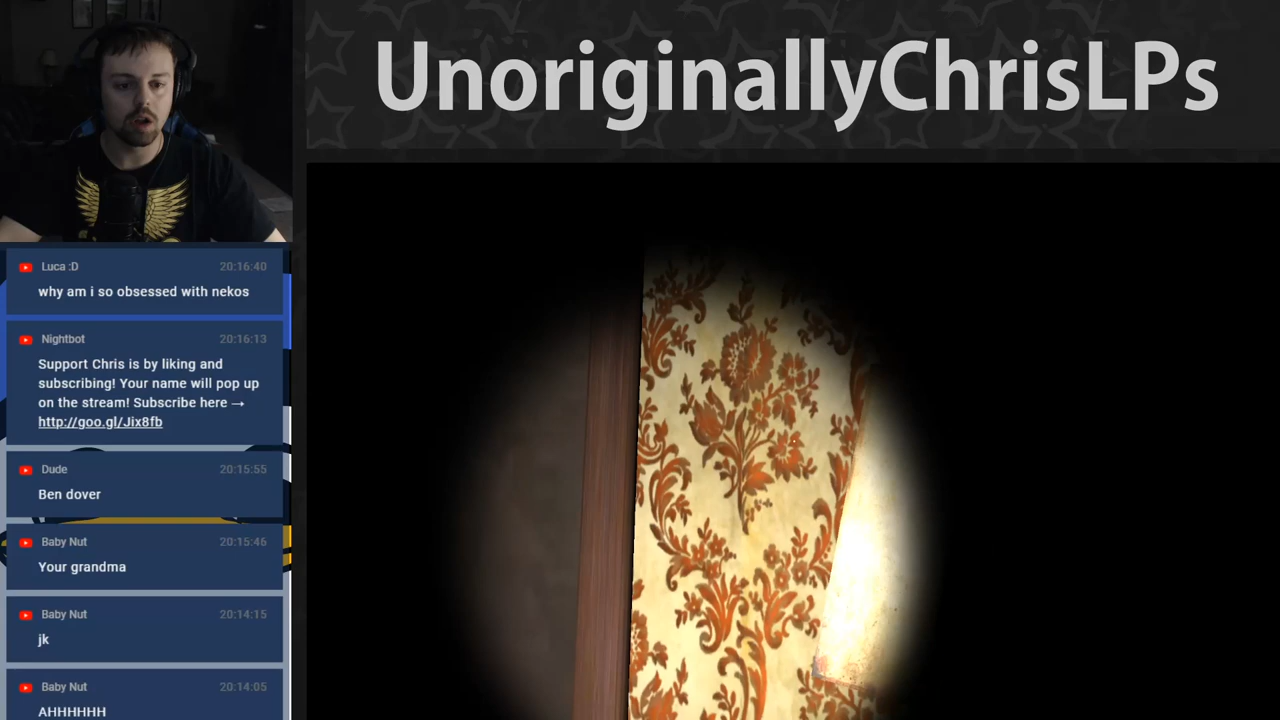 UnoriginallyChrisLPs
Luca :D 20:16:40
why am i so obsessed with nekos
Nightbot 20:16:13
Support Chris is by liking and
subscribing! Your name will pop up
on the stream! Subscribe here →
http://goo.gl/Jix8fb
Dude 20:15:55
Ben dover
Baby Nut 20:15:46
Your grandma
Baby Nut 20:14:15
jk
Baby Nut 20:14:05
AHHHHHH